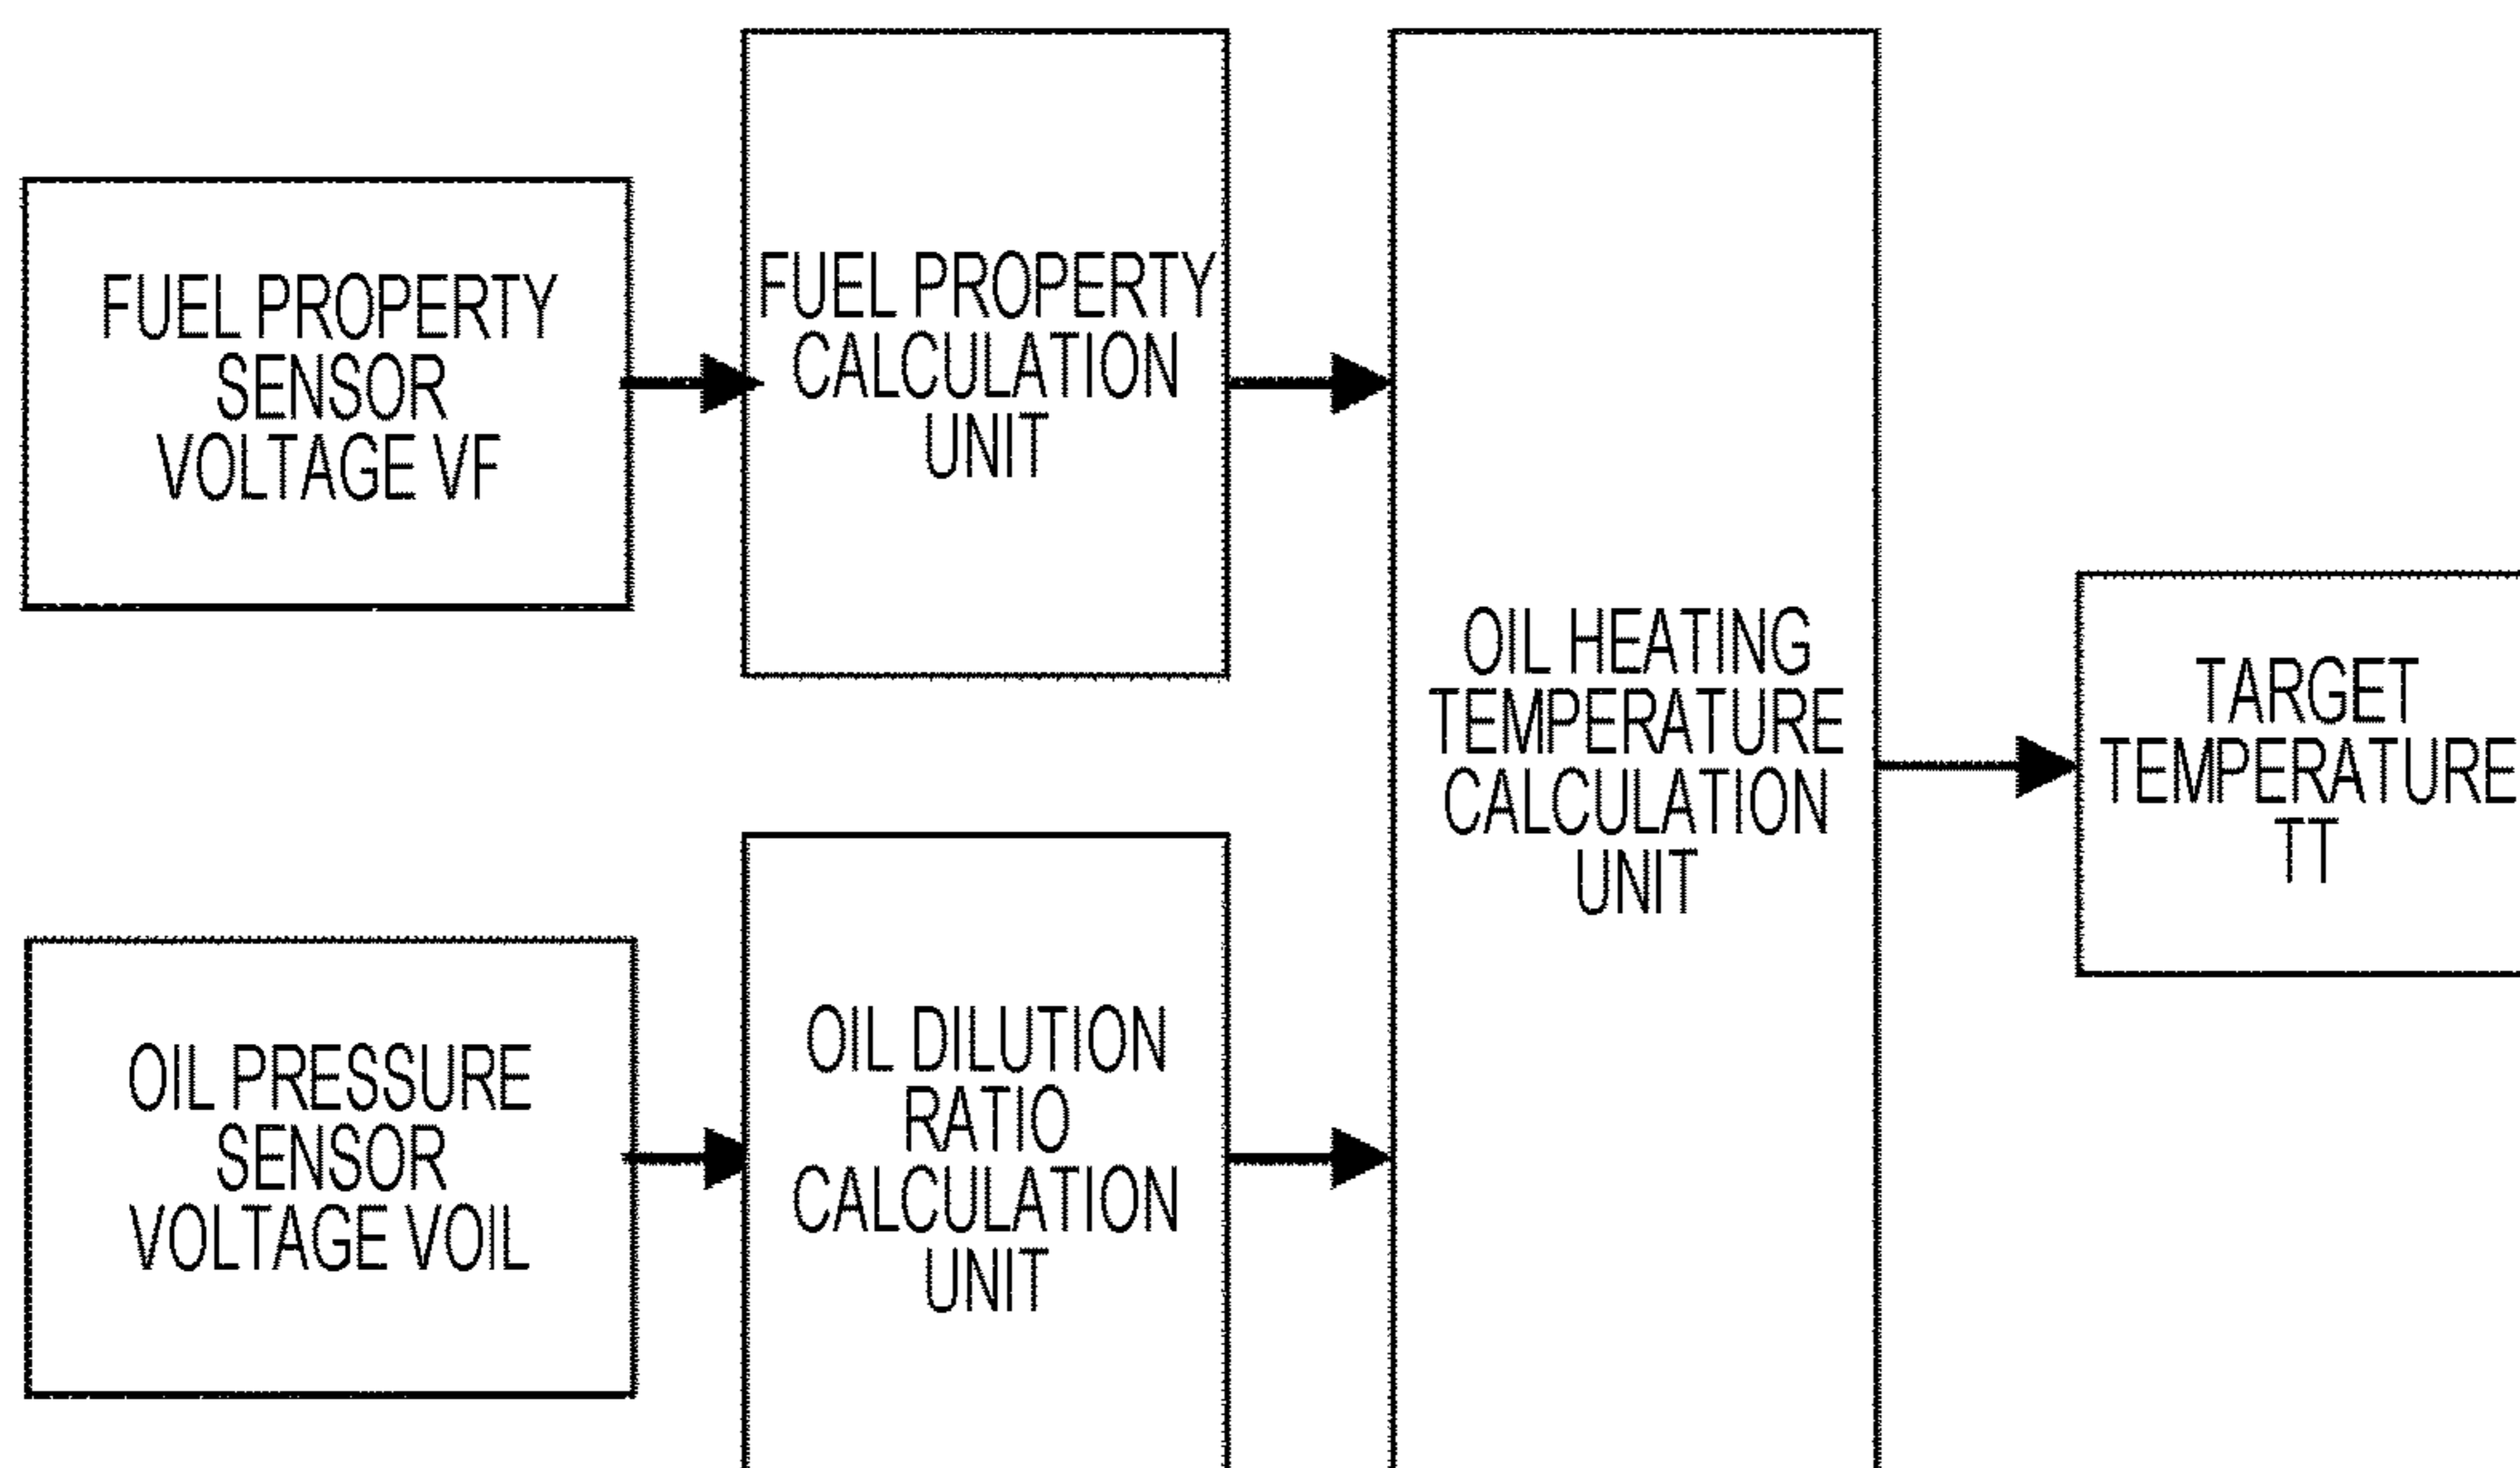 FUEL PROPERTY
SENSOR
VOLTAGE VF
FUEL PROPERTY
CALCULATION
UNIT
OIL HEATING
TEMPERATURE
CALCULATION
UNIT
TARGET
TEMPERATURE
TT
OIL PRESSURE
SENSOR
VOLTAGE VOIL
OIL DILUTION
RATIO
CALCULATION
UNIT